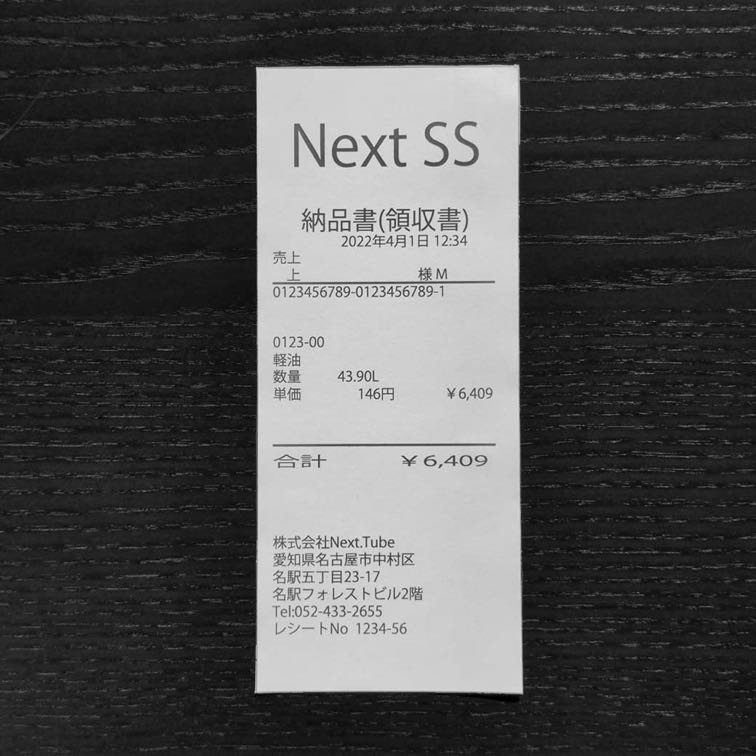 Next SS
納品書(領収書)
2022年4月1日 12:34
売上
上 様 M
0123456789-0123456789-1
0123-00
軽油
数量 43.90L
単価 146円 ￥6,409
合計 ￥6,409
株式会社Next.Tube
愛知県名古屋市中村区
名駅五丁目23-17
名駅フォレストビル2階
Tel:052-433-2655
レシートNo 1234-56